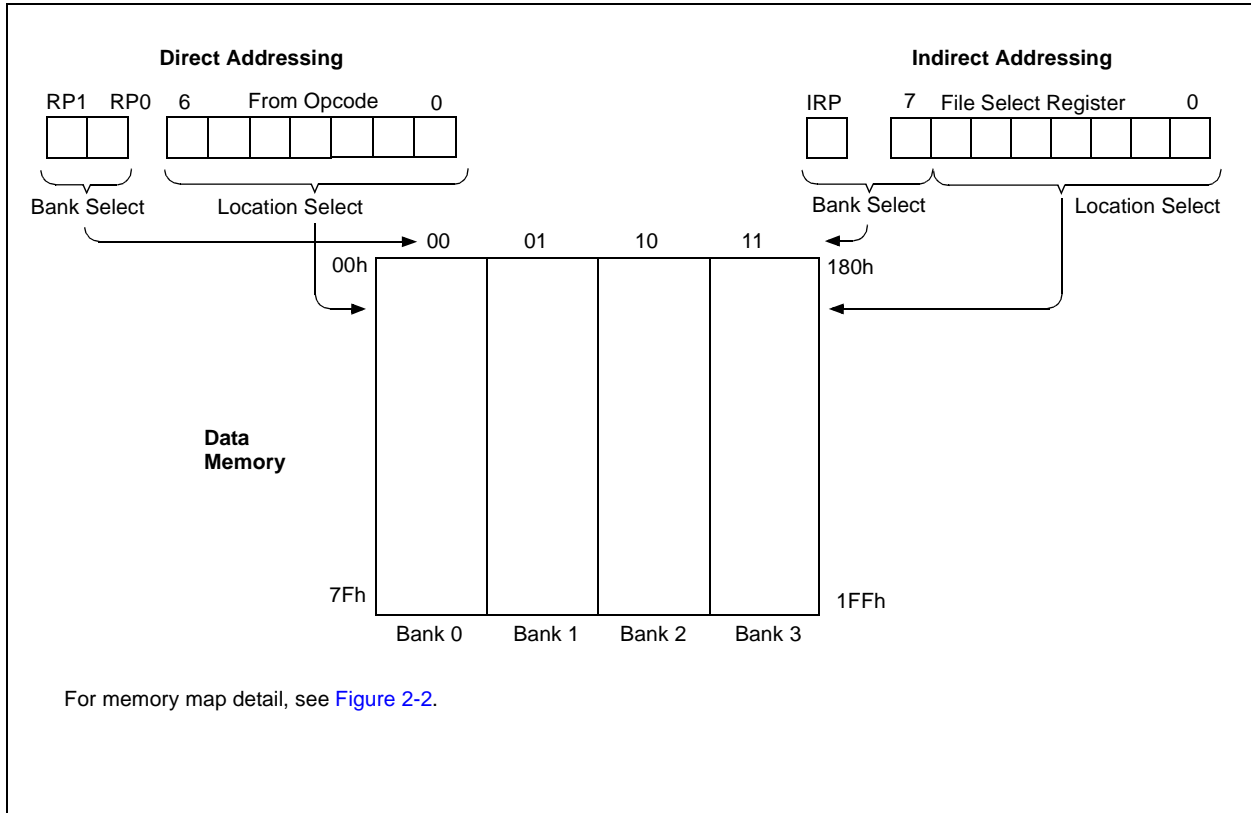 Direct Addressing
Indirect Addressing
RP1 RP0 6 From Opcode 0
IRP 7 File Select Register 0
Bank Select Location Select
Bank Select Location Select
00 01 10 11
00h 180h
Data
Memory
7Fh 1FFh
Bank 0 Bank 1 Bank 2 Bank 3
For memory map detail, see Figure 2-2.